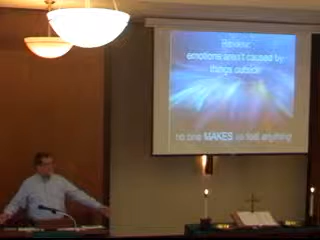 Review:
emotions aren't caused by
things outside
no one MAKES us feel anything